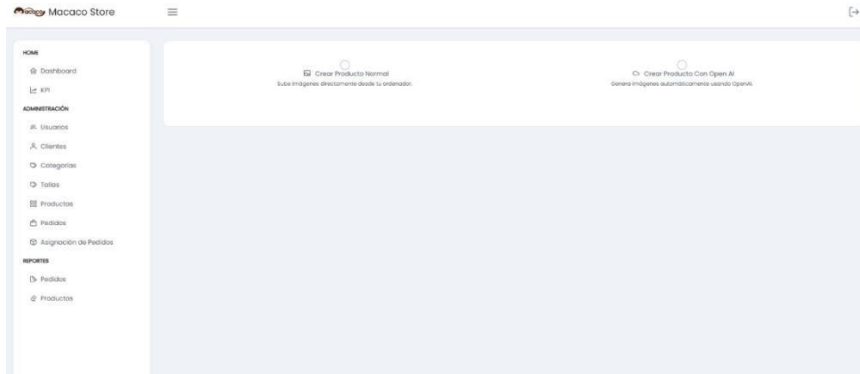 Macaco Store
HOME
Dashboard
KPI
ADMINISTRACIÓN
Usuarios
Clientes
Categorias
Tallas
Productos
Pedidos
Asignación de Pedidos
REPORTES
Pedidos
Productos
Crear Producto Normal
Sube imágenes directamente desde tu ordenador.
Crear Producto Con Open AI
Genera imágenes automáticamente usando OpenAI.